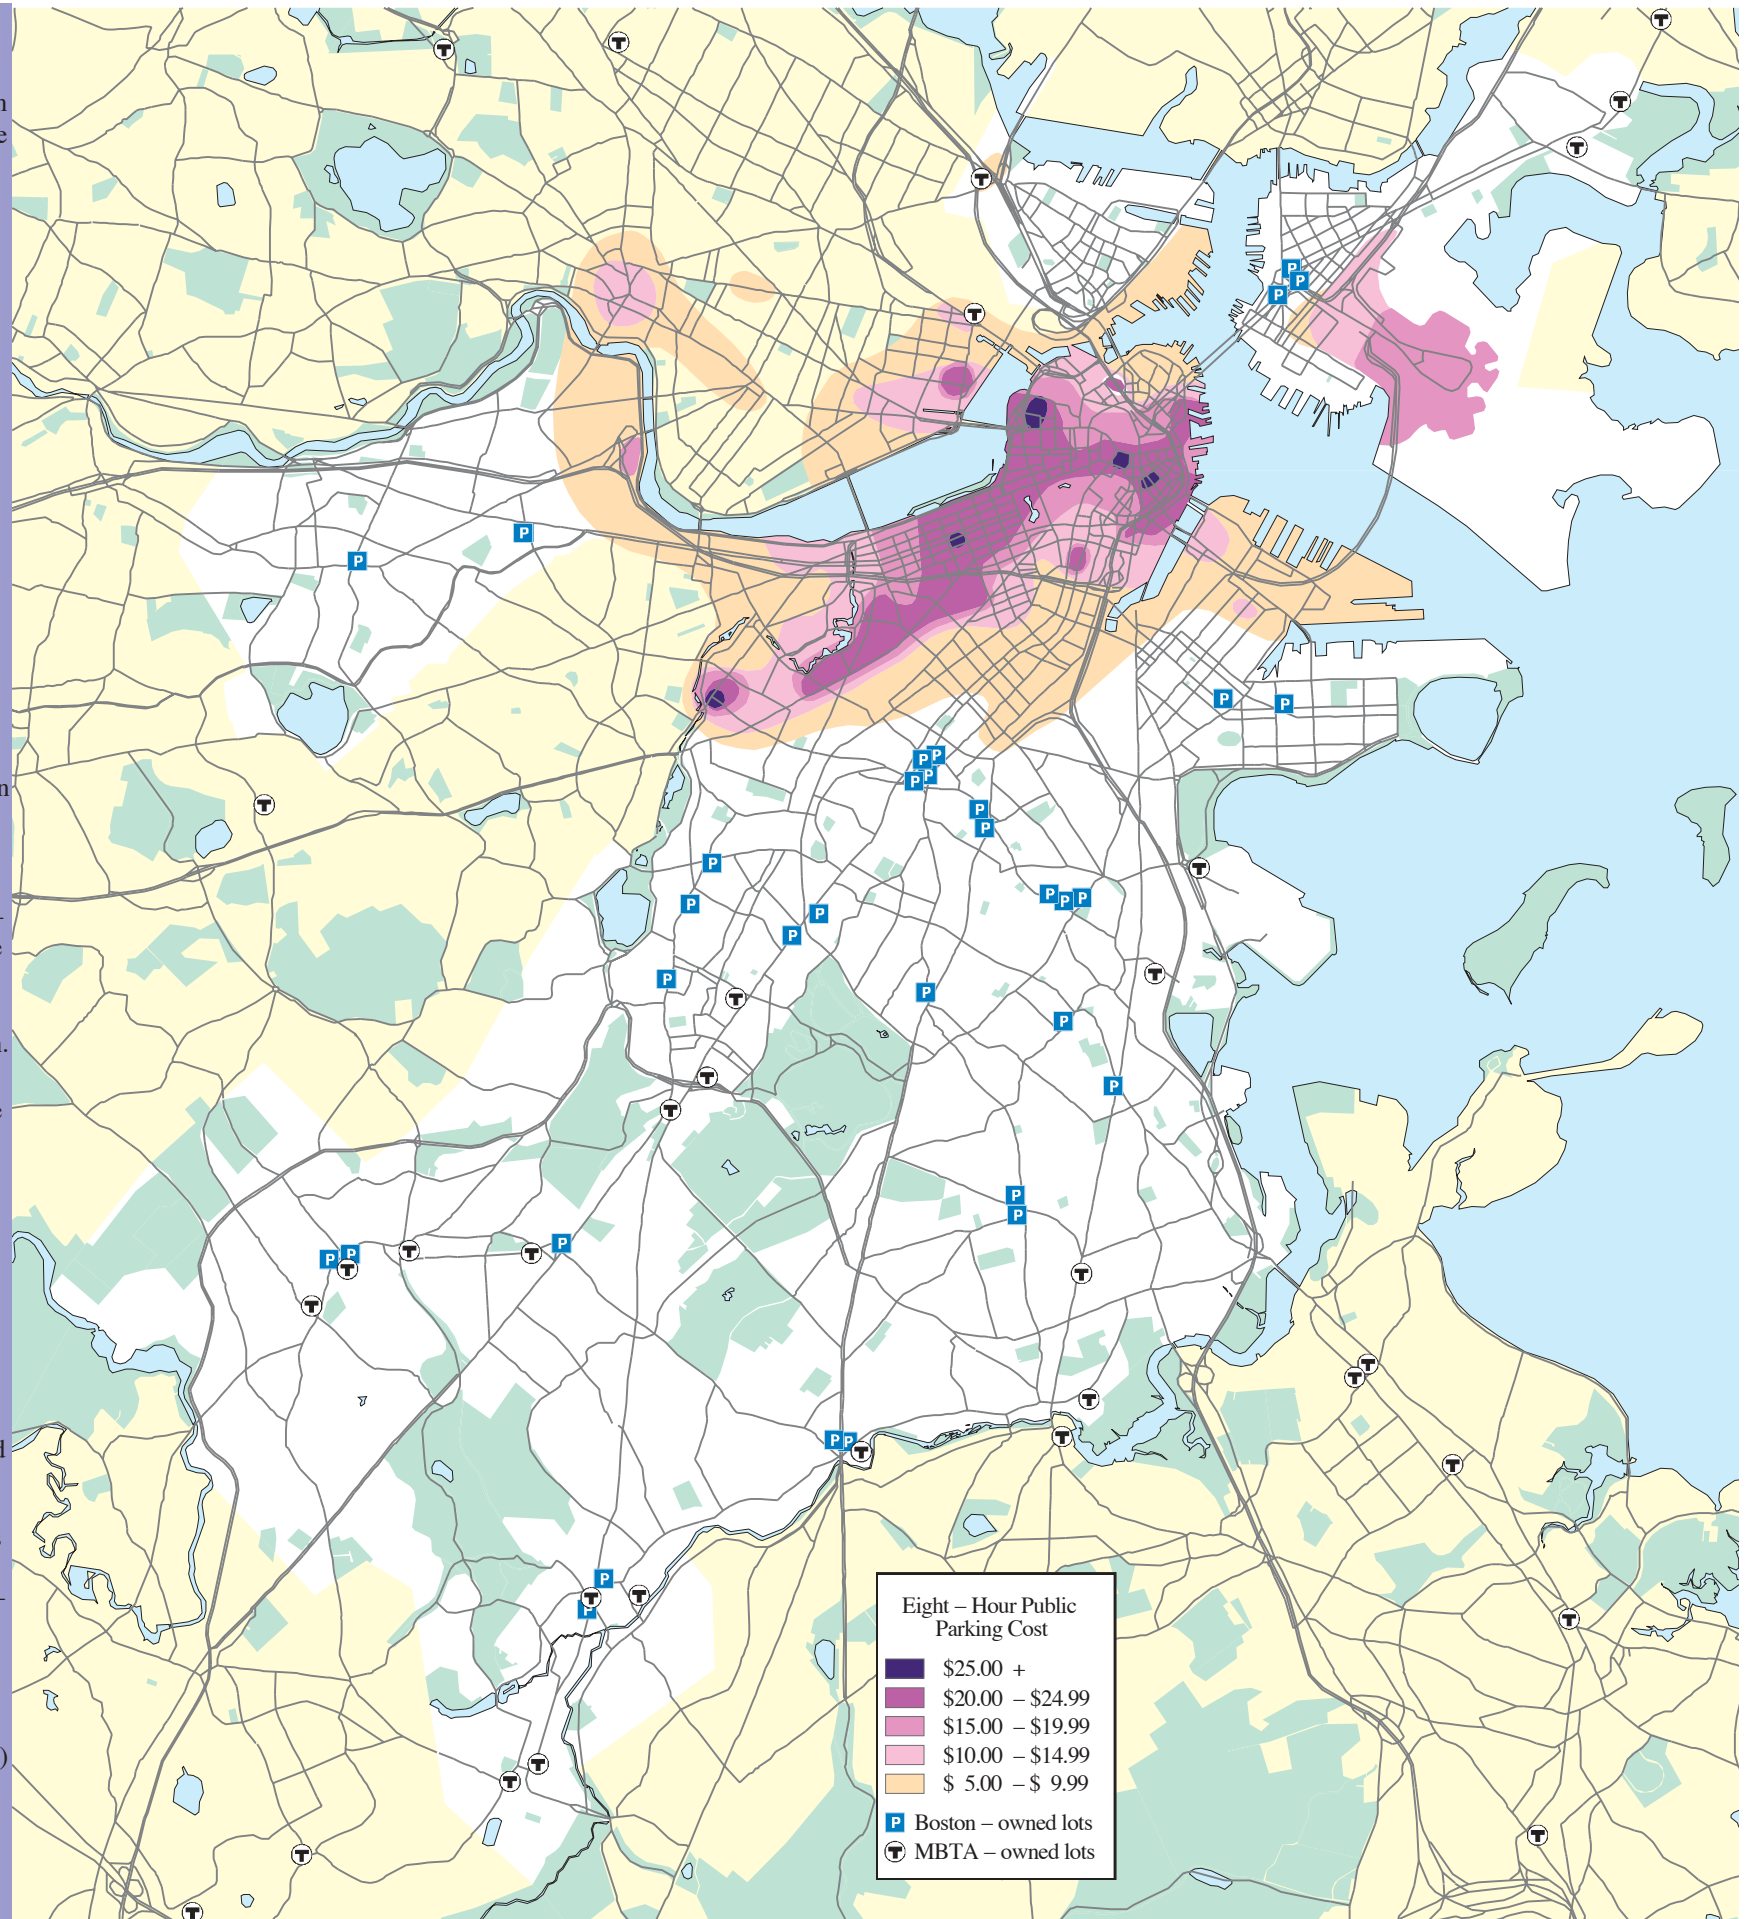 Eight – Hour Public
Parking Cost
$25.00 +
$20.00 – $24.99
$15.00 – $19.99
$10.00 – $14.99
$ 5.00 – $ 9.99
P Boston – owned lots
T MBTA – owned lots